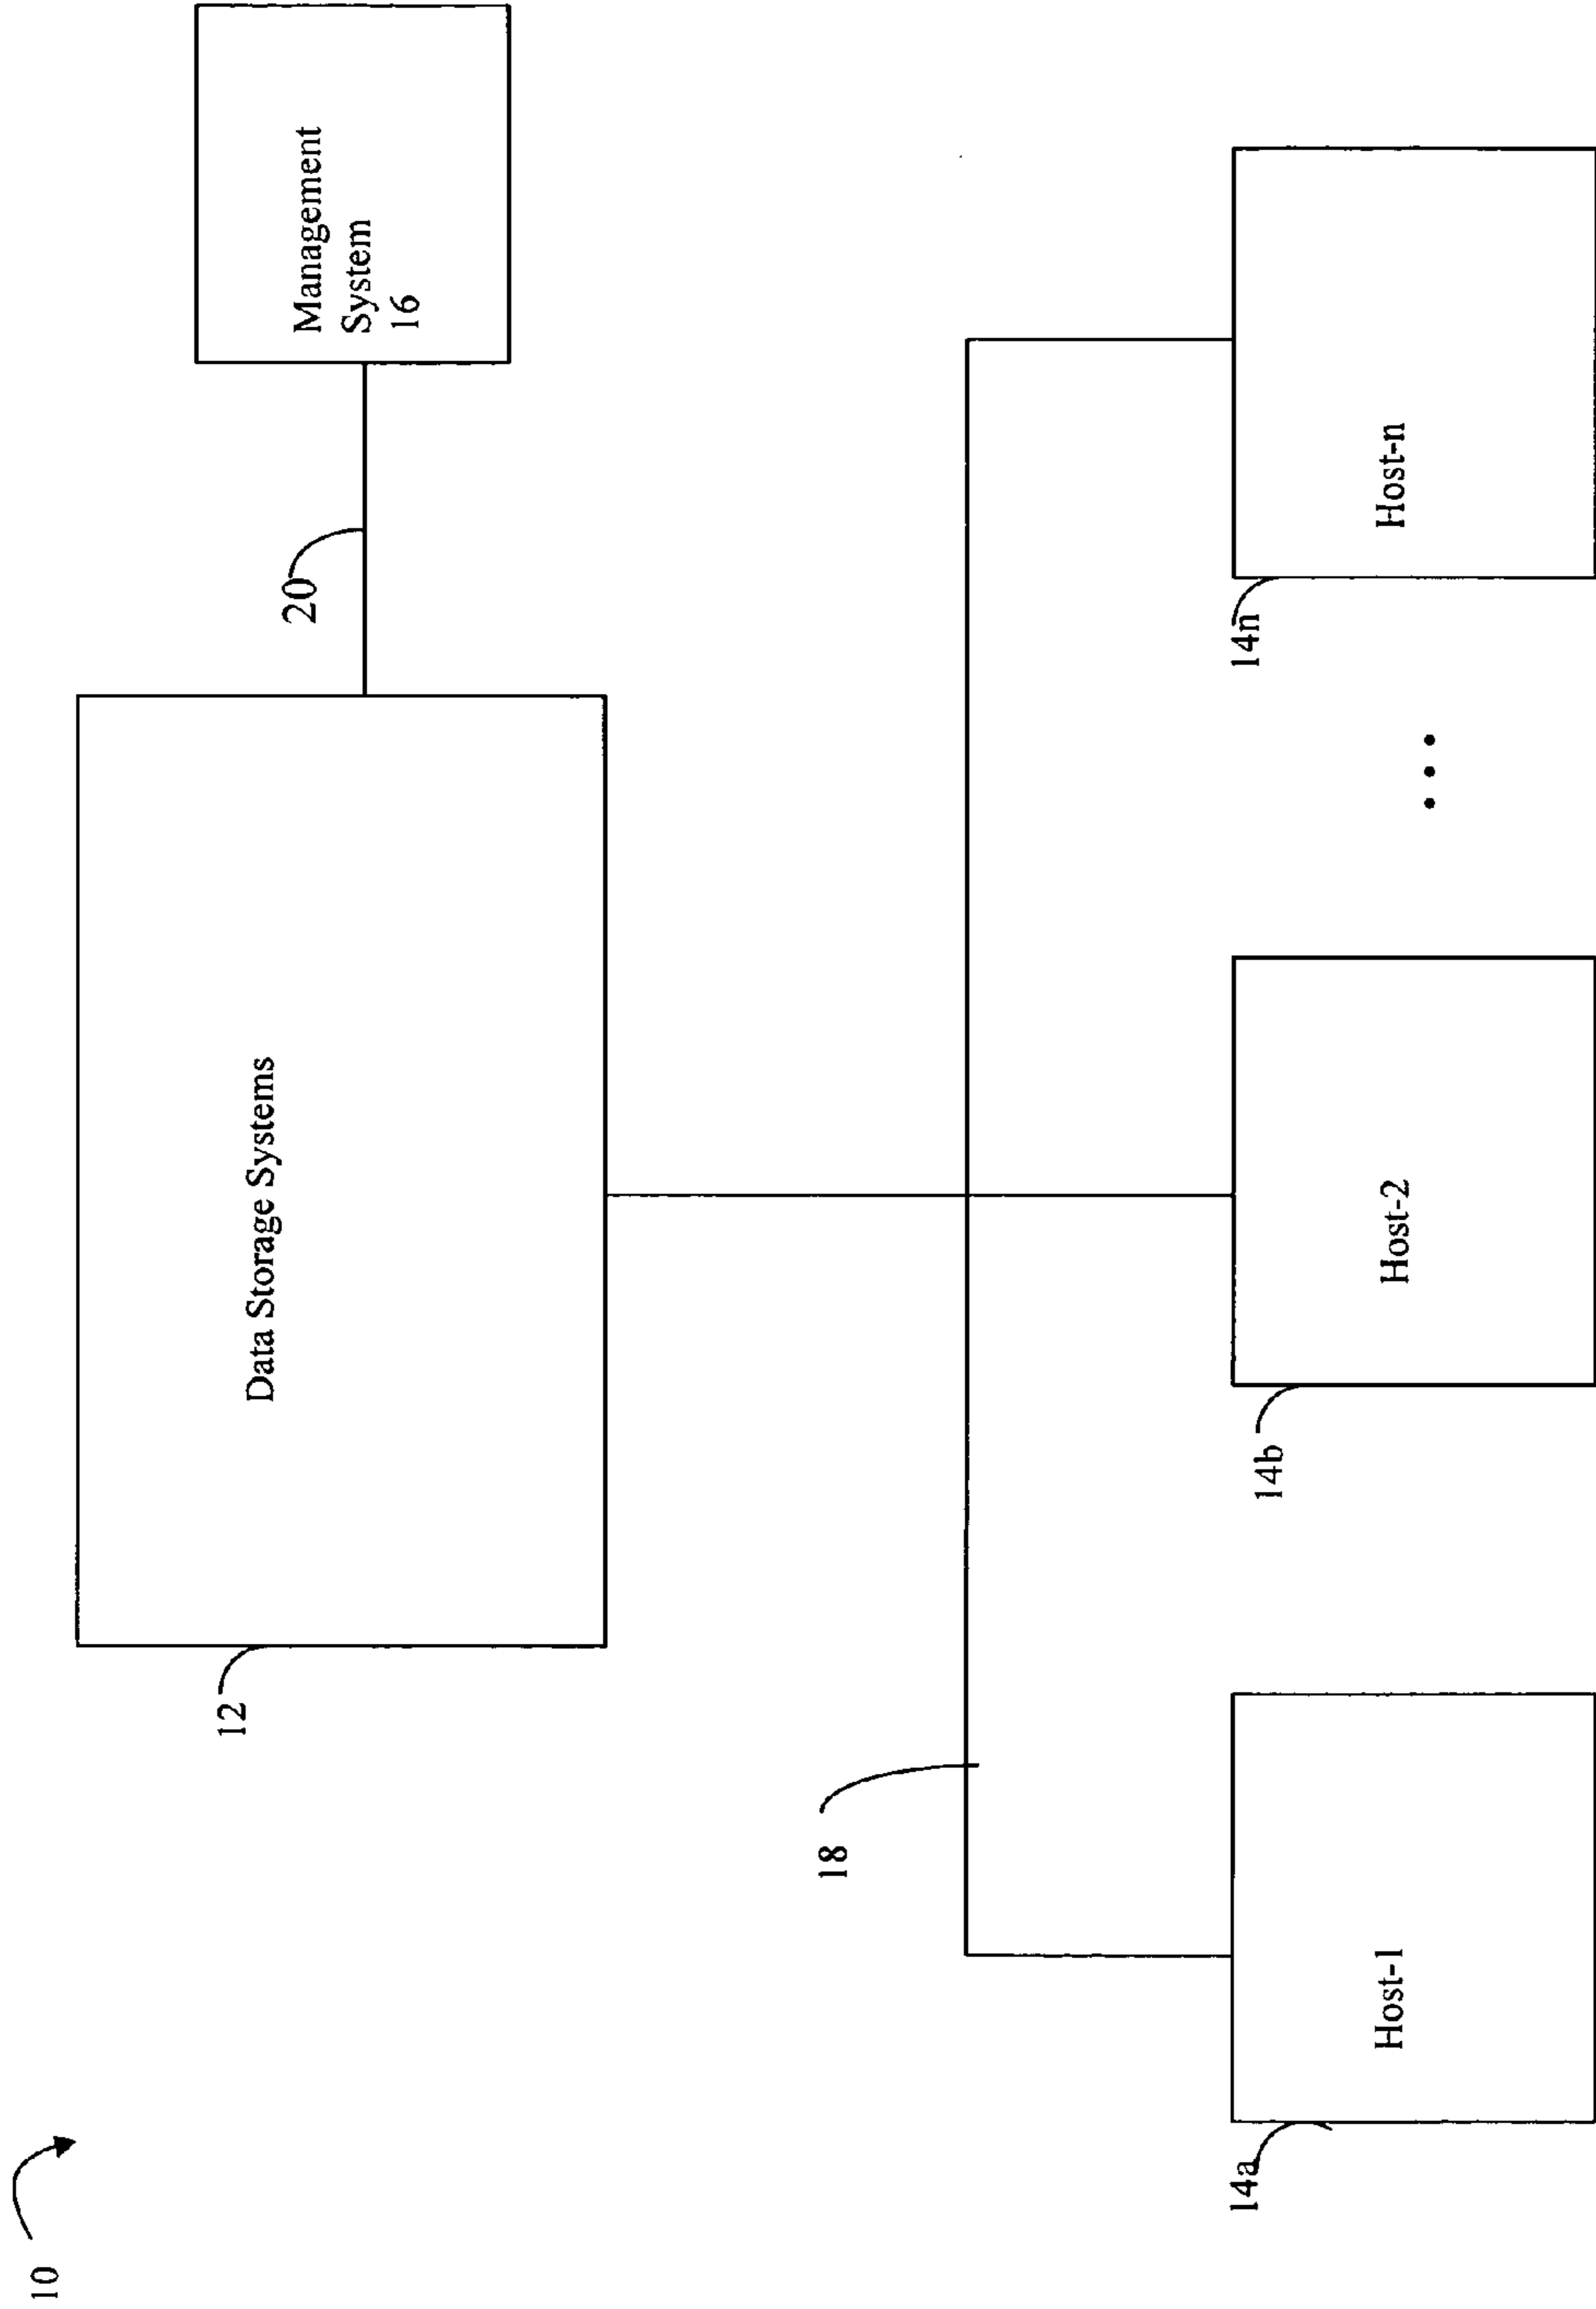 10
12
Data Storage Systems
20
Management
System
16
18
14a
Host-1
14b
Host-2
...
14n
Host-n